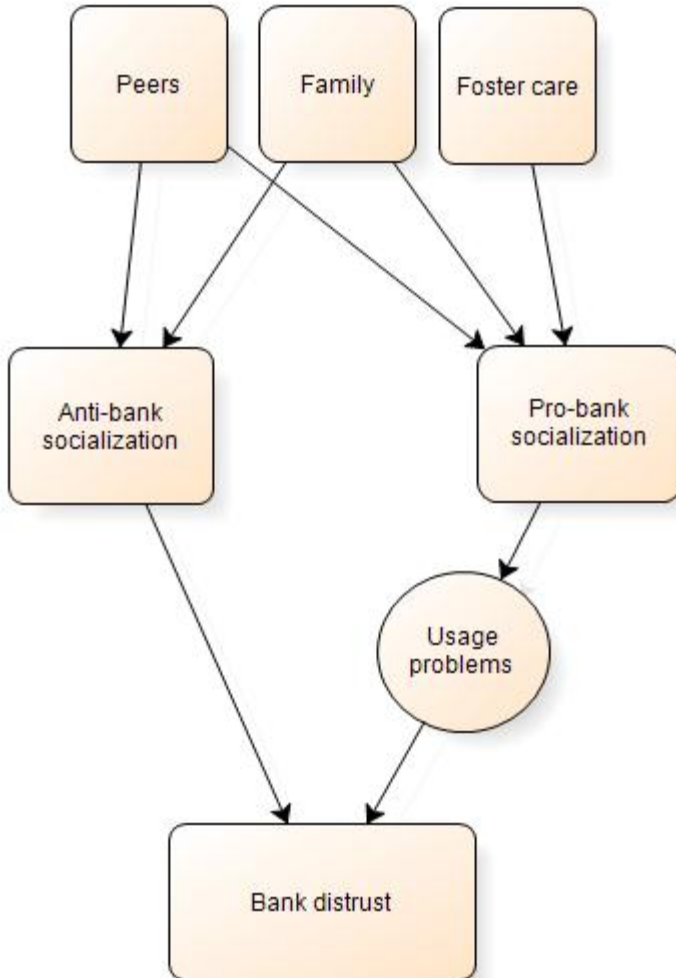 Peers
Family
Foster care
Anti-bank
socialization
Pro-bank
socialization
Usage
problems
Bank distrust